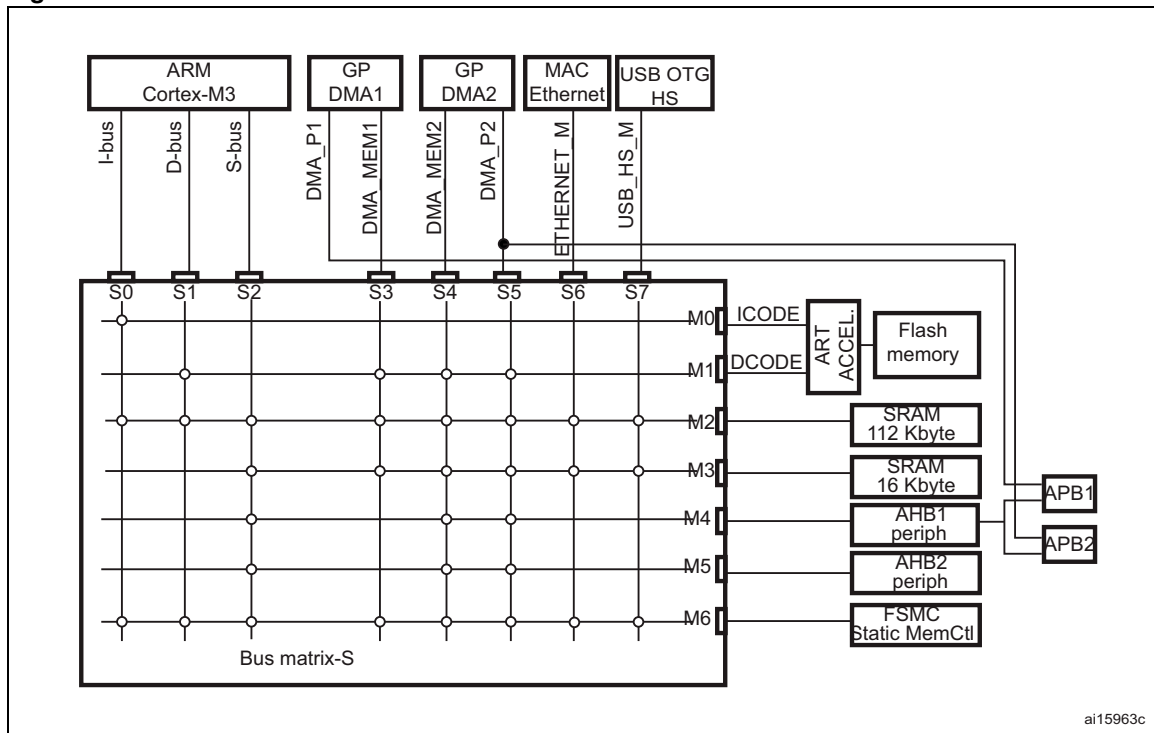 ARM
Cortex-M3
GP
DMA1
GP
DMA2
MAC
Ethernet
USB OTG
HS
I-bus
D-bus
S-bus
DMA_P1
DMA_MEM1
DMA_MEM2
DMA_P2
ETHERNET_M
USB_HS_M
S0 S1 S2 S3 S4 S5 S6 S7
M0 ICODE
M1 DCODE
ART
ACCEL.
Flash
memory
M2
SRAM
112 Kbyte
M3
SRAM
16 Kbyte
M4
AHB1
periph
M5
AHB2
periph
M6
FSMC
Static MemCtl
APB1
APB2
Bus matrix-S
ai15963c